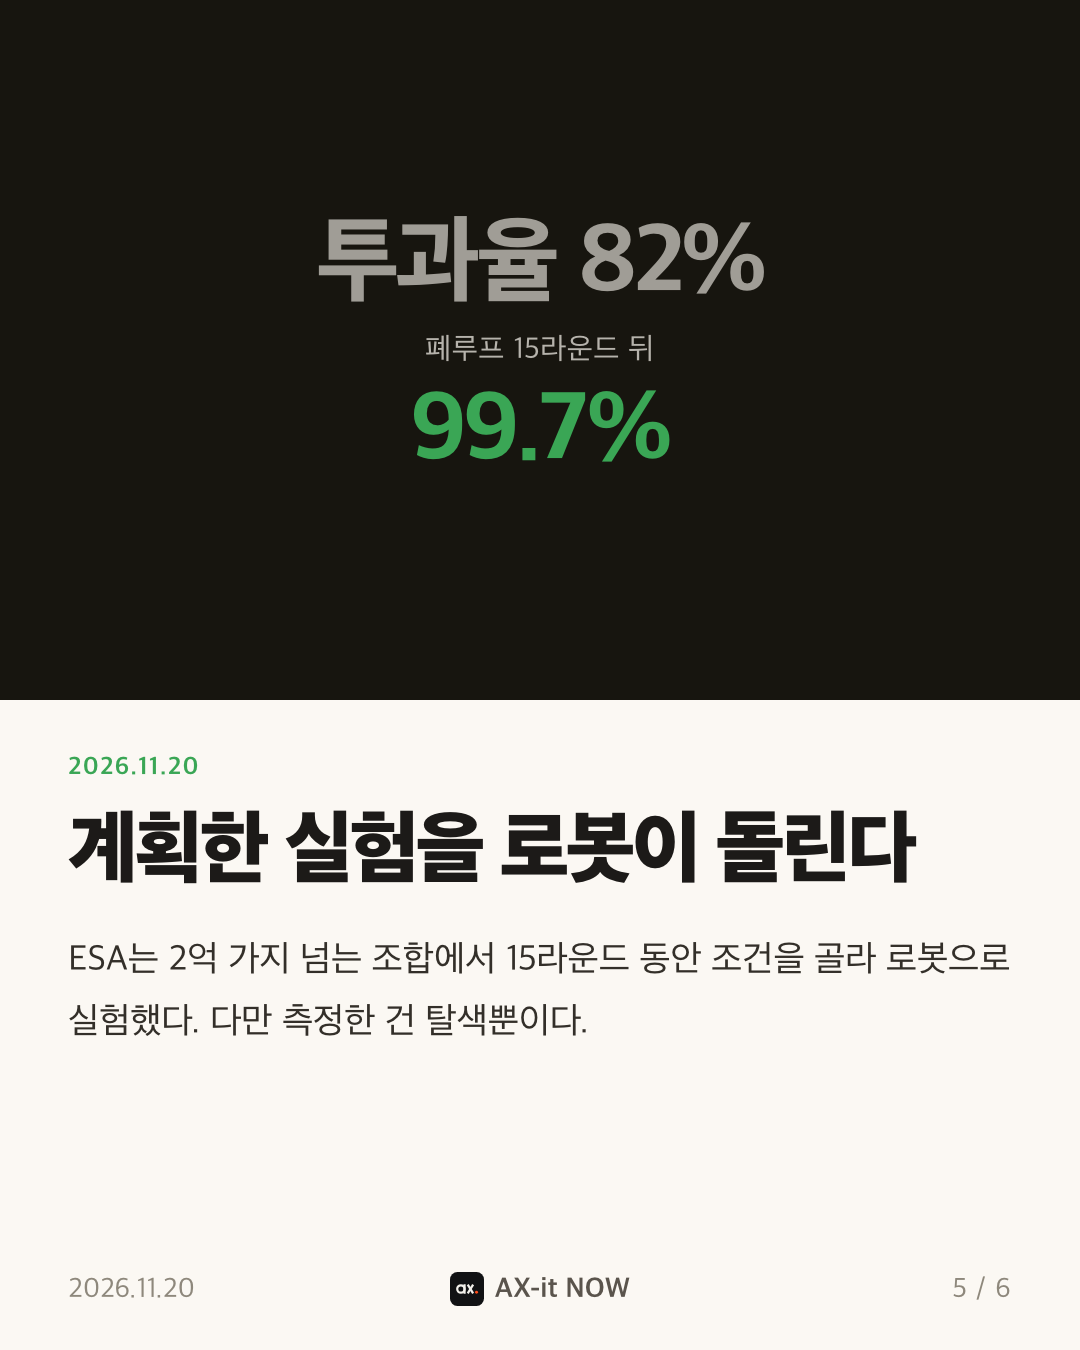 투과율 82%
폐루프 15라운드 뒤
99.7%
2026.11.20
계획한 실험을 로봇이 돌린다
ESA는 2억 가지 넘는 조합에서 15라운드 동안 조건을 골라 로봇으로
실험했다. 다만 측정한 건 탈색뿐이다.
2026.11.20
ax. AX-it NOW
5 / 6